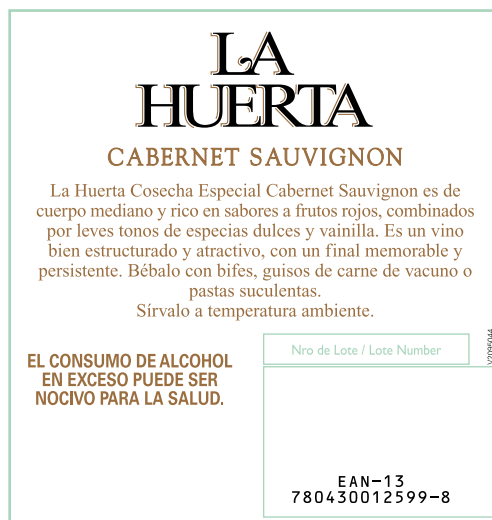 LA
HUERTA
CABERNET SAUVIGNON
La Huerta Cosecha Especial Cabernet Sauvignon es de
cuerpo mediano y rico en sabores a frutos rojos, combinados
por leves tonos de especias dulces y vainilla. Es un vino
bien estructurado y atractivo, con un final memorable y
persistente. Bébalo con bifes, guisos de carne de vacuno o
pastas suculentas.
Sírvalo a temperatura ambiente.
EL CONSUMO DE ALCOHOL
EN EXCESO PUEDE SER
NOCIVO PARA LA SALUD.
Nro de Lote / Lote Number
EAN-13
780430012599-8